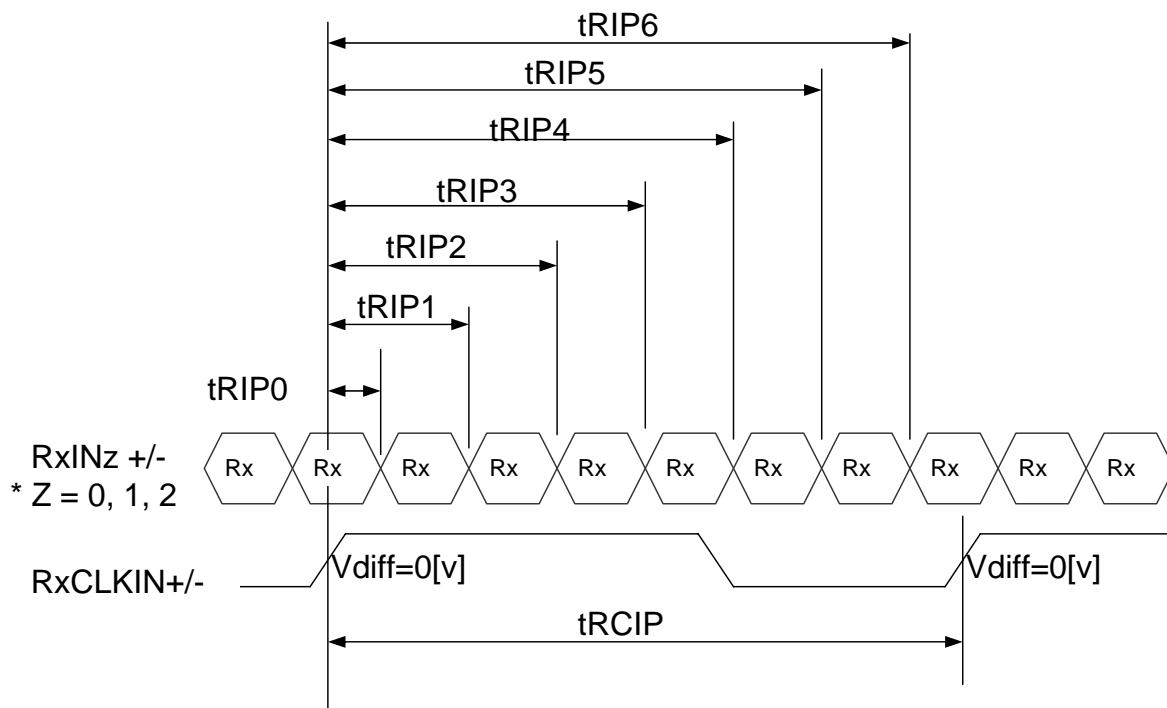 tRIP6
tRIP5
tRIP4
tRIP3
tRIP2
tRIP1
tRIP0
RxINz +/-
* Z = 0, 1, 2
Rx Rx Rx Rx Rx Rx Rx Rx Rx Rx Rx
RxCLKIN+/-
Vdiff=0[v] Vdiff=0[v]
tRCIP